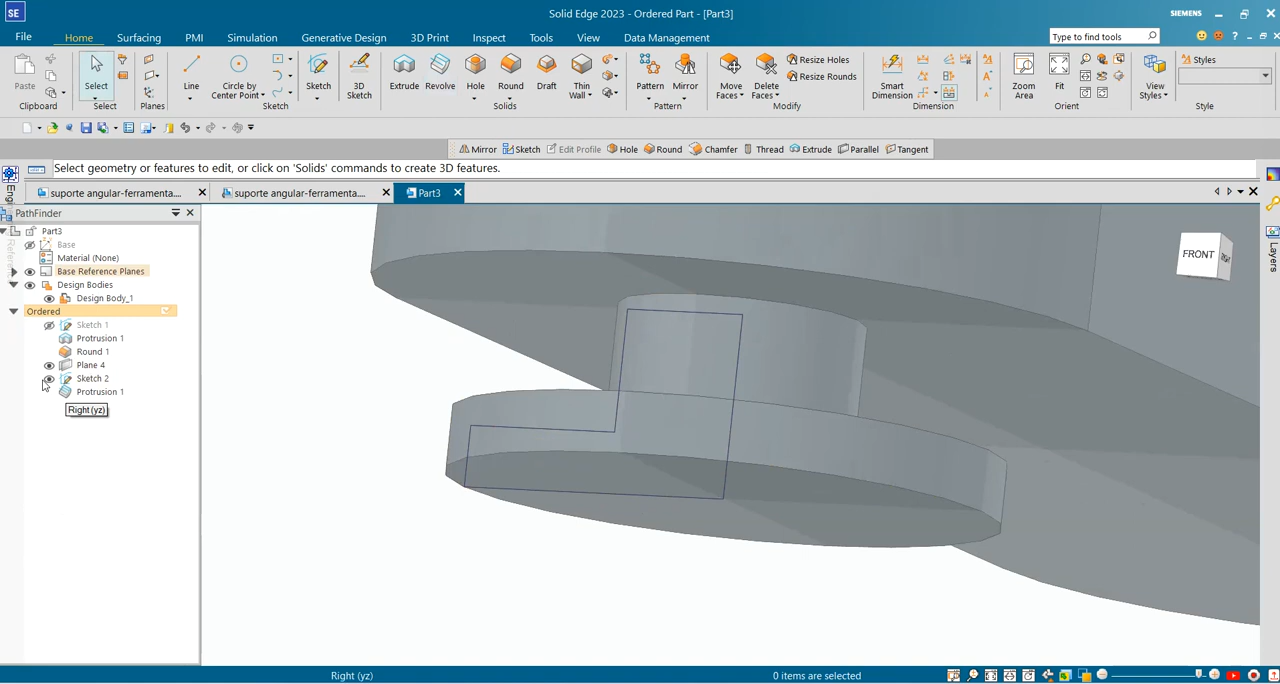 SE
Solid Edge 2023 - Ordered Part - [Part3]
SIEMENS
File Home Surfacing PMI Simulation Generative Design 3D Print Inspect Tools View Data Management
Type to find tools
Paste
Clipboard
Select
Select
Planes
Line
Circle by Center Point
Sketch
Sketch
3D Sketch
Extrude
Revolve
Hole
Round
Draft
Thin Wall
Solids
Pattern
Mirror
Pattern
Move Faces
Delete Faces
Resize Holes
Resize Rounds
Modify
Smart Dimension
Dimension
Zoom Area
Fit
Orient
View Styles
Styles
Style
Mirror Sketch Edit Profile Hole Round Chamfer Thread Extrude Parallel Tangent
Select geometry or features to edit, or click on 'Solids' commands to create 3D features.
suporte angular-ferramenta... suporte angular-ferramenta... Part3
PathFinder
Part3
Base
Material (None)
Base Reference Planes
Design Bodies
Design Body_1
Ordered
Sketch 1
Protrusion 1
Round 1
Plane 4
Sketch 2
Protrusion 1
Right (yz)
FRONT
Layers
Right (yz)
0 items are selected